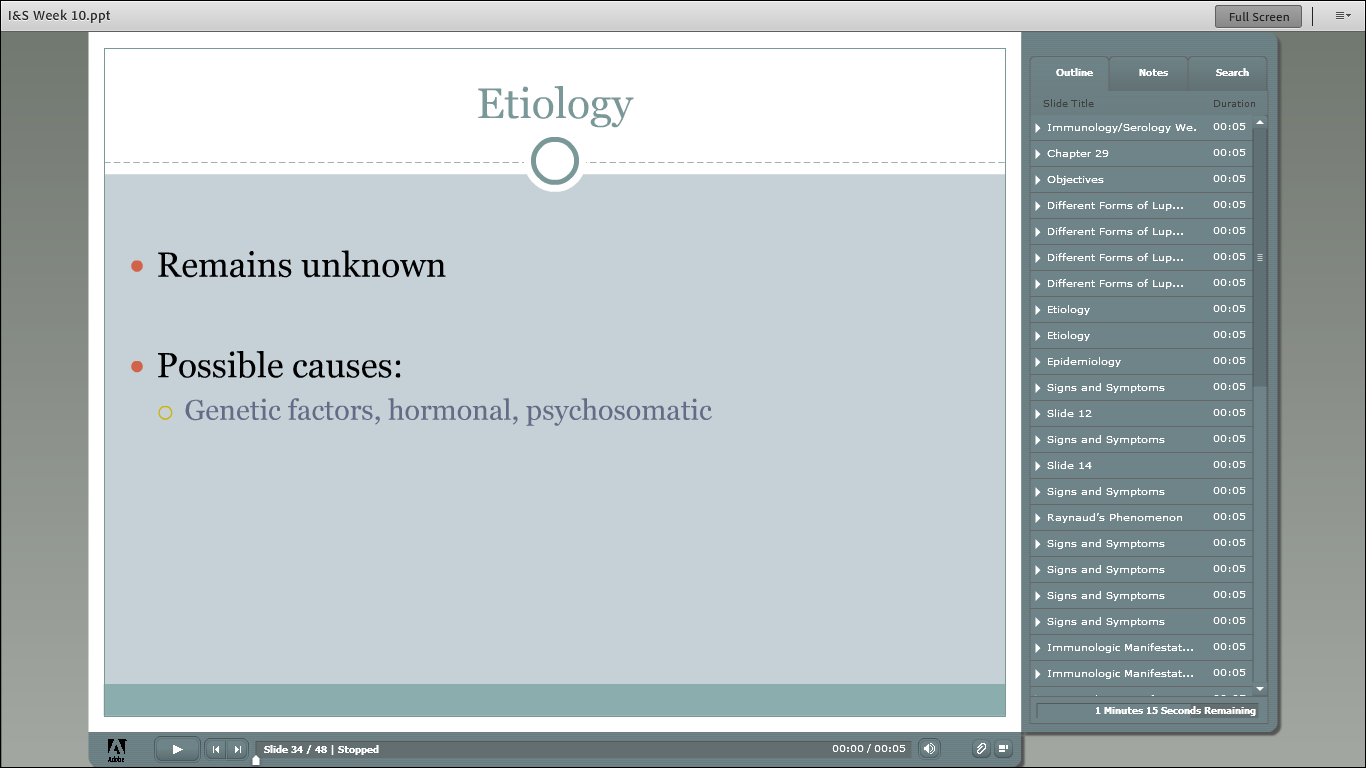 I&S Week 10.ppt
Full Screen
Etiology
Remains unknown
Possible causes:
Genetic factors, hormonal, psychosomatic
Outline Notes Search
Slide Title Duration
Immunology/Serology We. 00:05
Chapter 29 00:05
Objectives 00:05
Different Forms of Lup... 00:05
Different Forms of Lup... 00:05
Different Forms of Lup... 00:05
Different Forms of Lup... 00:05
Etiology 00:05
Etiology 00:05
Epidemiology 00:05
Signs and Symptoms 00:05
Slide 12 00:05
Signs and Symptoms 00:05
Slide 14 00:05
Signs and Symptoms 00:05
Raynaud’s Phenomenon 00:05
Signs and Symptoms 00:05
Signs and Symptoms 00:05
Signs and Symptoms 00:05
Signs and Symptoms 00:05
Immunologic Manifestat... 00:05
Immunologic Manifestat... 00:05
1 Minutes 15 Seconds Remaining
Adobe
Slide 34 / 48 | Stopped 00:00 / 00:05